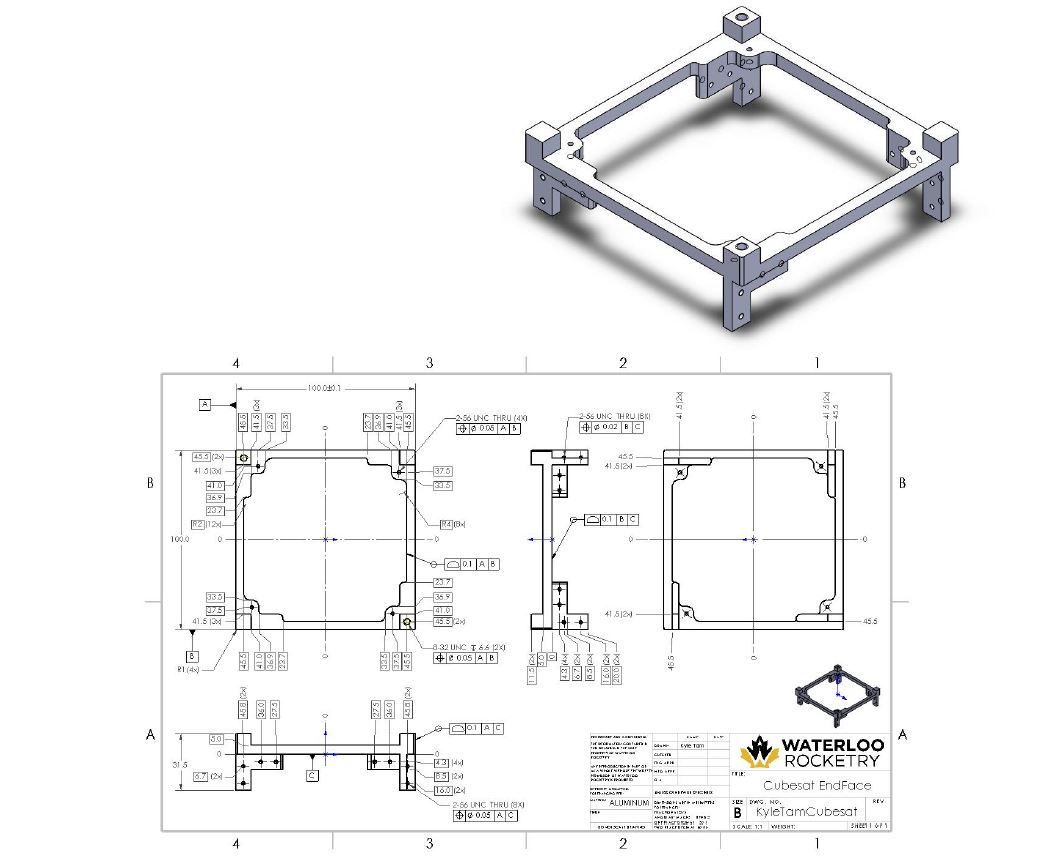 4 3 2 1
100.0±0.1
A
0
45.5
41.5 (3x)
37.5
33.5
23.7
36.9
41.0
41.5 (3x)
45.5
2-56 UNC THRU (4X)
⌀ 0.05 A B
2-56 UNC THRU (8X)
⌀ 0.02 B C
41.5 (2x)
0
41.5 (2x)
45.5
45.5 (2x)
41.5 (3x)
41.0
36.9
23.7
R2 (12x)
100.0
0
37.5
33.5
R4 (8x)
0
0.1 A B
0.1 B C
45.5
41.5 (2x)
0
0
B
B
33.5
37.5
41.5 (3x)
B
R1 (4x)
23.7
36.9
41.0
45.5 (2x)
8-32 UNC ↧ 6.6 (2X)
⌀ 0.05 A B
45.5
41.0
36.9
23.7
0
33.5
37.5
45.5
11.5 (2x)
5.0
0
4.3 (4x)
6.7 (2x)
8.5 (2x)
16.0 (2x)
20.0 (2x)
41.5 (2x)
45.5
45.5
0
A
A
45.8 (2x)
36.0
27.5
0
27.5
36.0
45.8 (2x)
0.1 A C
5.0
0
31.5
6.7 (2x)
C
4.3 (4x)
8.5 (2x)
16.0 (2x)
2-56 UNC THRU (8X)
⌀ 0.05 A C
DRAWN Kyle Tam
ALUMINUM
WATERLOO
ROCKETRY
TITLE:
Cubesat EndFace
SIZE DWG. NO. REV
B KyleTamCubesat
SCALE: 1:1 WEIGHT: SHEET 1 OF 1
4 3 2 1